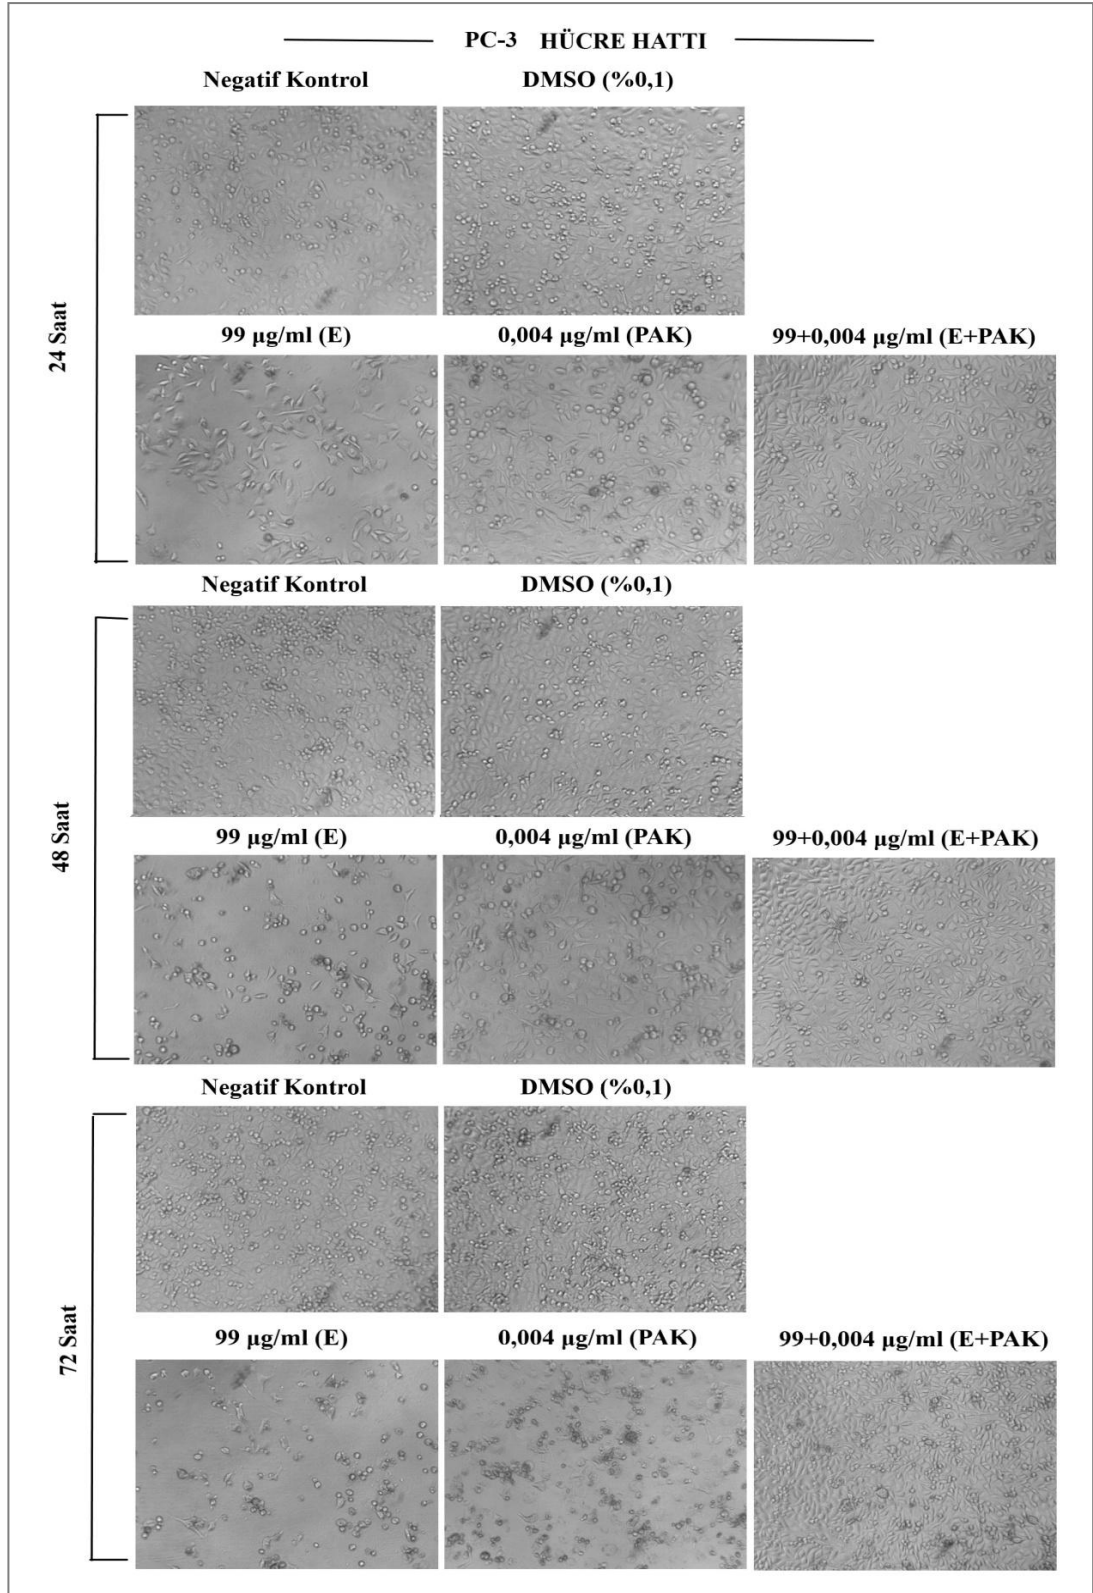 PC-3 HÜCRE HATTI
Negatif Kontrol DMSO (%0,1)
24 Saat
99 µg/ml (E) 0,004 µg/ml (PAK) 99+0,004 µg/ml (E+PAK)
Negatif Kontrol DMSO (%0,1)
48 Saat
99 µg/ml (E) 0,004 µg/ml (PAK) 99+0,004 µg/ml (E+PAK)
Negatif Kontrol DMSO (%0,1)
72 Saat
99 µg/ml (E) 0,004 µg/ml (PAK) 99+0,004 µg/ml (E+PAK)